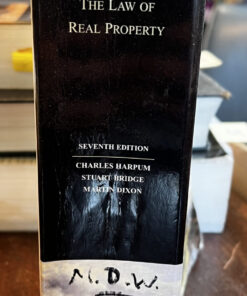 THE LAW OF
REAL PROPERTY
SEVENTH EDITION
CHARLES HARPUM
STUART BRIDGE
MARTIN DIXON
M.D.W.